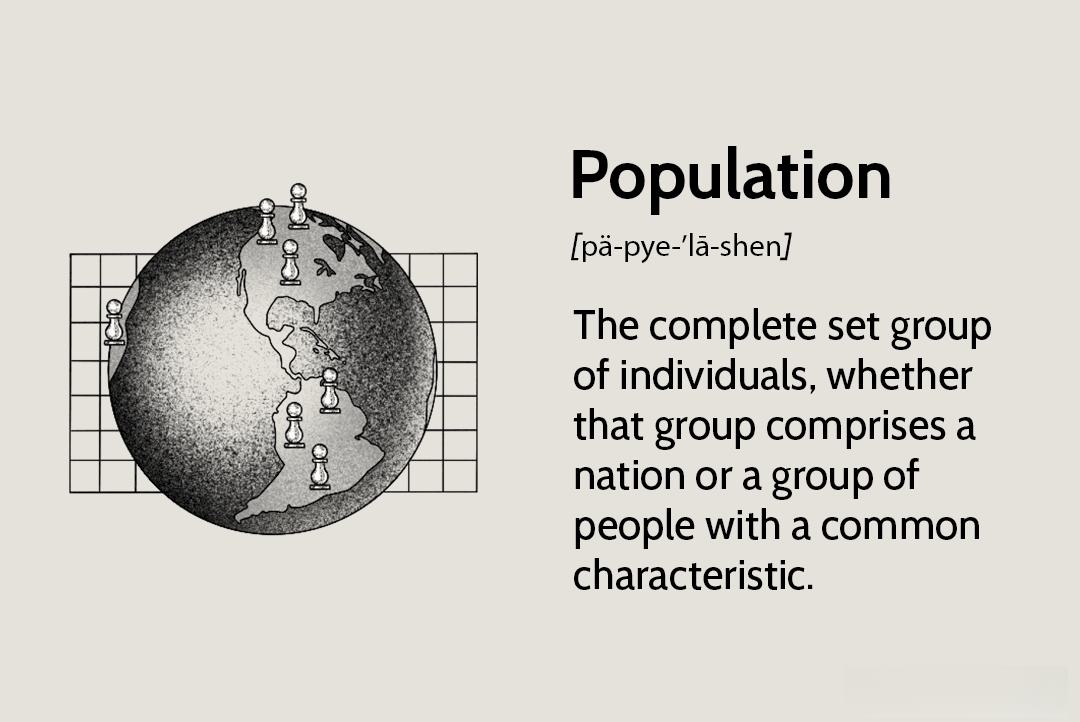 Population
[pä-pye-ʹlā-shen]
The complete set group
of individuals, whether
that group comprises a
nation or a group of
people with a common
characteristic.